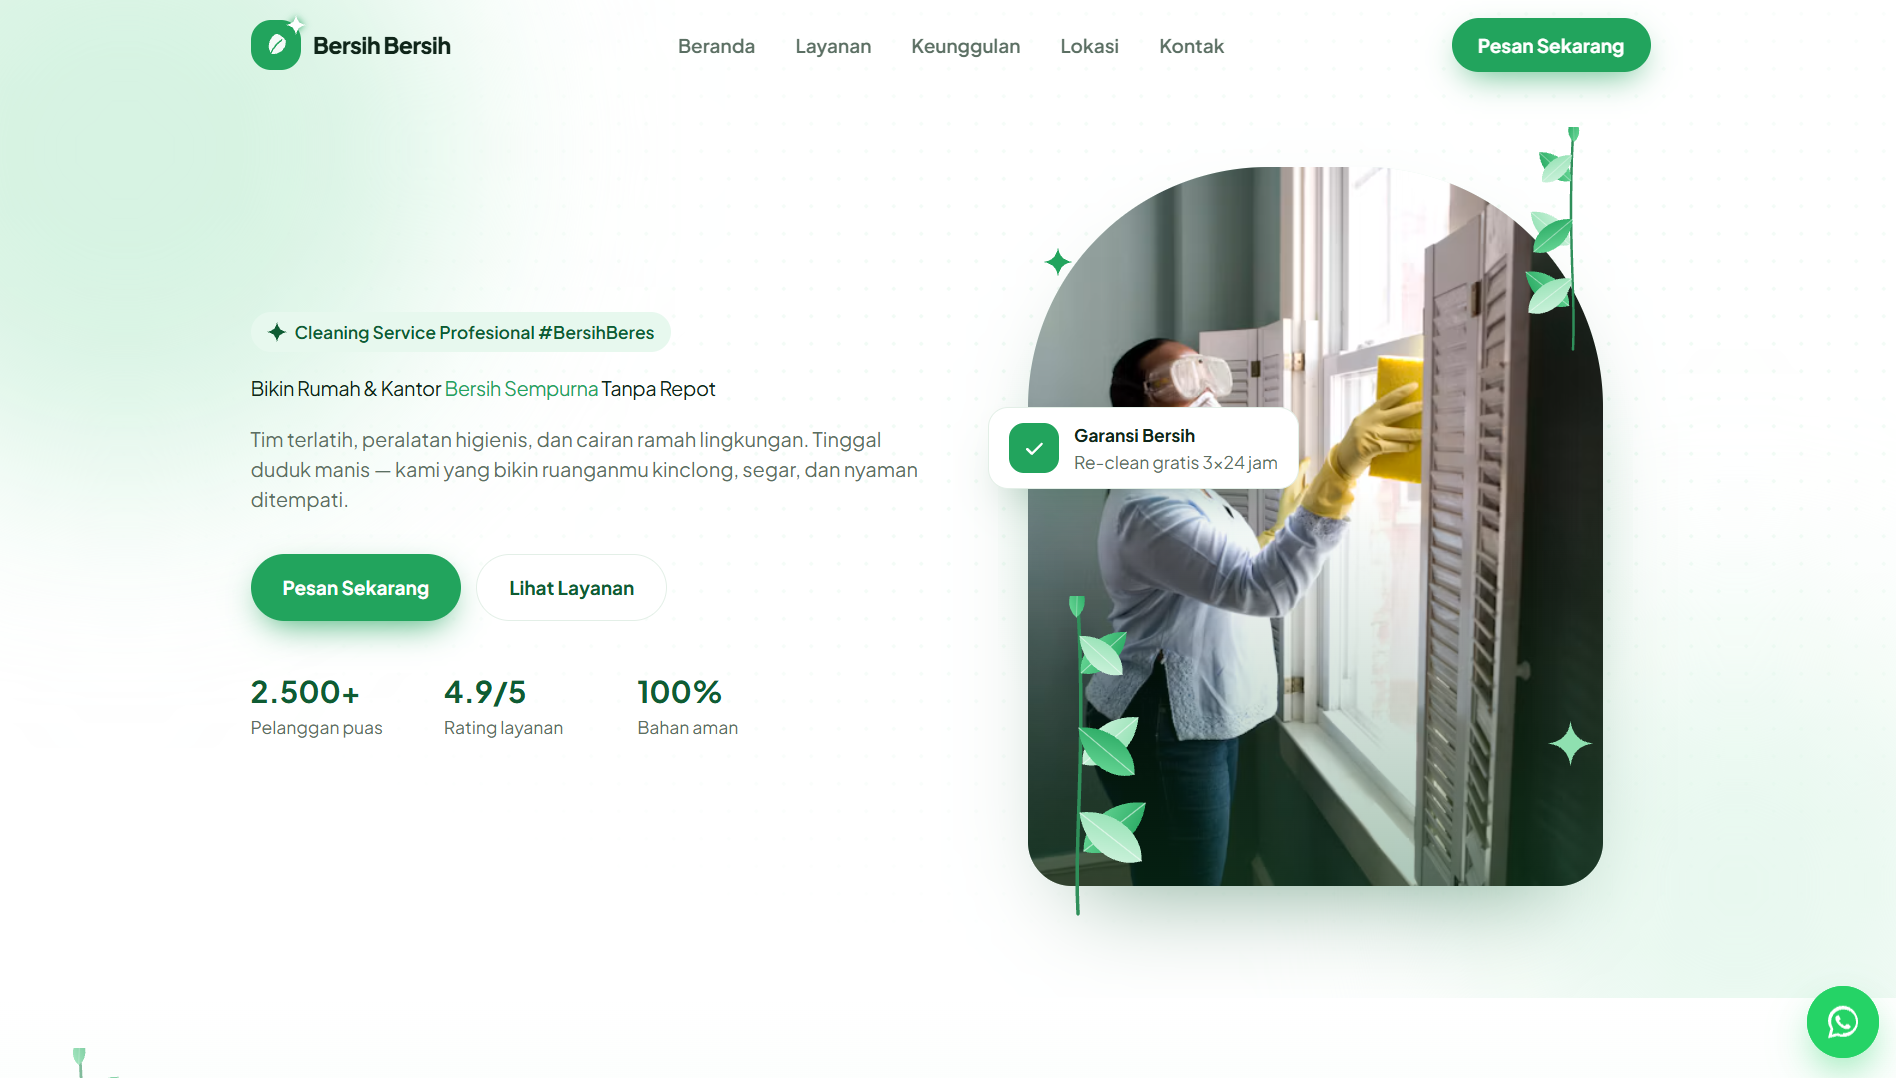 Bersih Bersih
Beranda
Layanan
Keunggulan
Lokasi
Kontak
Pesan Sekarang
Cleaning Service Profesional #BersihBeres
Bikin Rumah & Kantor Bersih Sempurna Tanpa Repot
Tim terlatih, peralatan higienis, dan cairan ramah lingkungan. Tinggal
duduk manis — kami yang bikin ruanganmu kinclong, segar, dan nyaman
ditempati.
Pesan Sekarang
Lihat Layanan
2.500+
Pelanggan puas
4.9/5
Rating layanan
100%
Bahan aman
Garansi Bersih
Re-clean gratis 3×24 jam